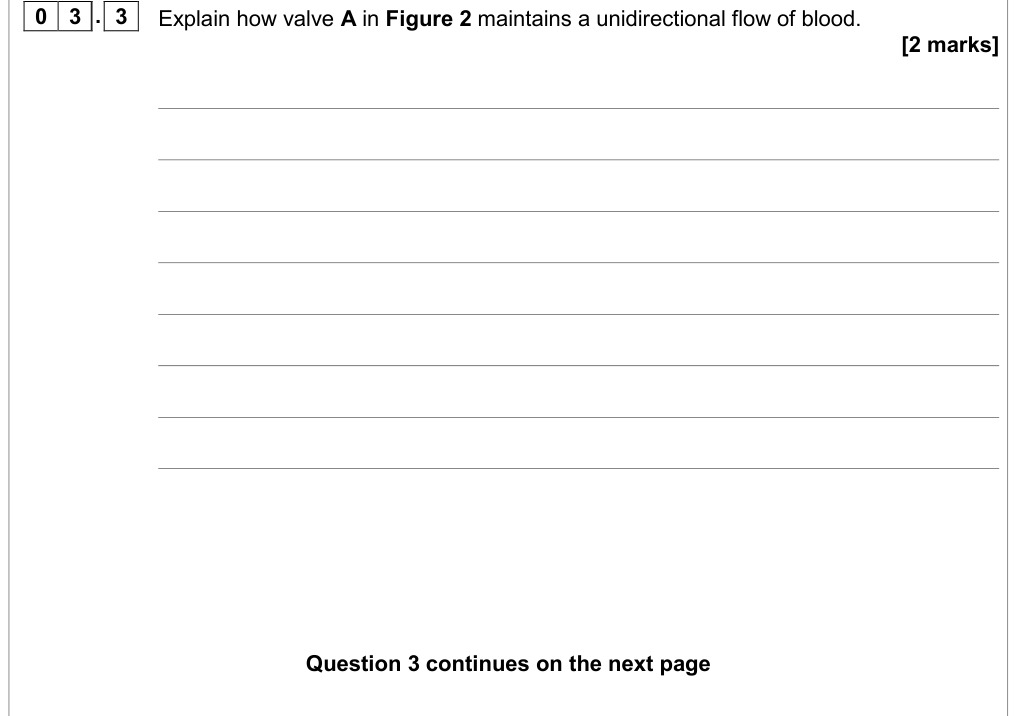 0 3 . 3 Explain how valve A in Figure 2 maintains a unidirectional flow of blood.
[2 marks]
Question 3 continues on the next page